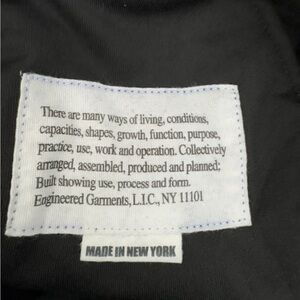 There are many ways of living, conditions,
capacities, shapes, growth, function, purpose,
practice, use, work and operation. Collectively
arranged, assembled, produced and planned;
Built showing use, process and form.
Engineered Garments, L.I.C., NY 11101
MADE IN NEW YORK